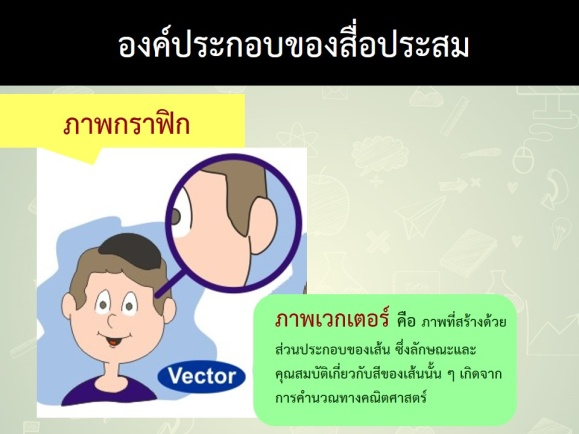 องค์ประกอบของสื่อประสม
ภาพกราฟิก
Vector
ภาพเวกเตอร์ คือ ภาพที่สร้างด้วย
ส่วนประกอบของเส้น ซึ่งลักษณะและ
คุณสมบัติเกี่ยวกับสีของเส้นนั้น ๆ เกิดจาก
การคำนวณทางคณิตศาสตร์